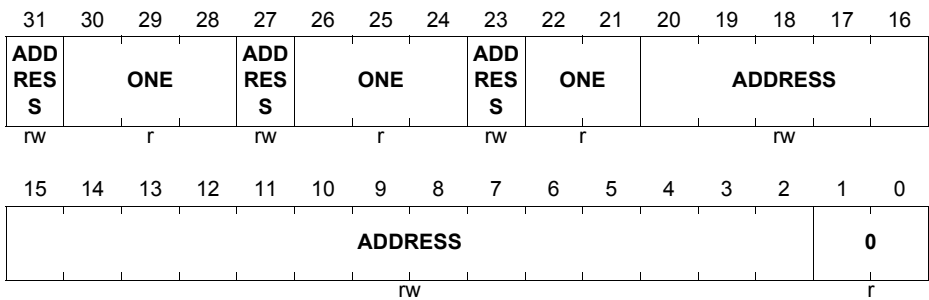 31 30 29 28 27 26 25 24 23 22 21 20 19 18 17 16
ADD RES S ONE ADD RES S ONE ADD RES S ONE ADDRESS
rw r rw r rw r rw
15 14 13 12 11 10 9 8 7 6 5 4 3 2 1 0
ADDRESS 0
rw r